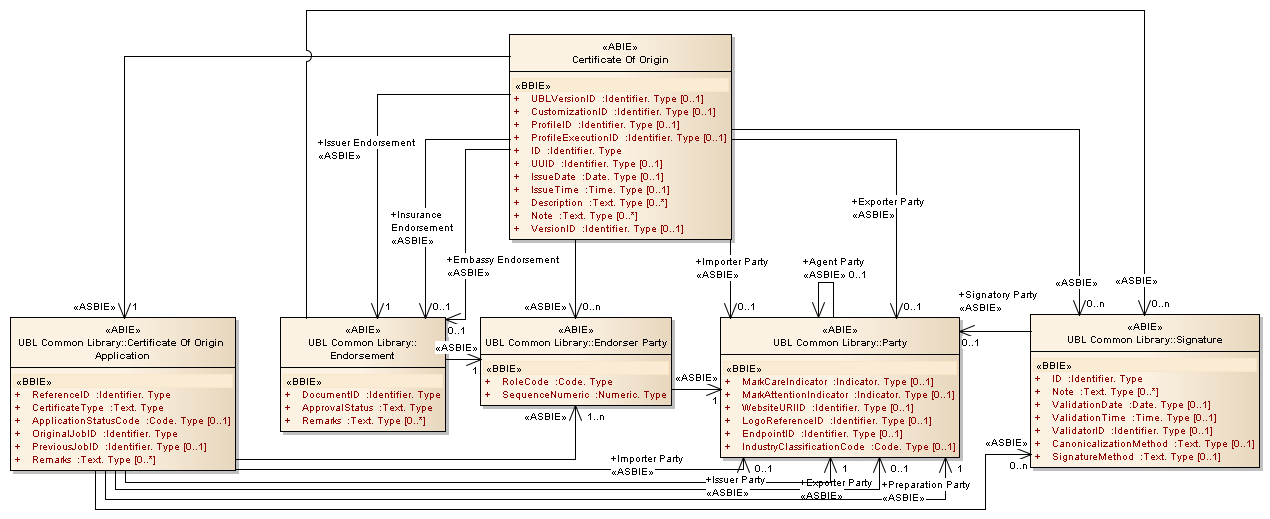 «ABIE»
Certificate Of Origin
«BBIE»
+ UBLVersionID :Identifier. Type [0..1]
+ CustomizationID :Identifier. Type [0..1]
+ ProfileID :Identifier. Type [0..1]
+ ProfileExecutionID :Identifier. Type [0..1]
+ ID :Identifier. Type
+ UUID :Identifier. Type [0..1]
+ IssueDate :Date. Type [0..1]
+ IssueTime :Time. Type [0..1]
+ Description :Text. Type [0..*]
+ Note :Text. Type [0..*]
+ VersionID :Identifier. Type [0..1]
+Issuer Endorsement
«ASBIE»
+Insurance
Endorsement
«ASBIE»
+Embassy Endorsement
«ASBIE»
+Exporter Party
«ASBIE»
+Importer Party
«ASBIE»
+Agent Party
«ASBIE» 0..1
+Signatory Party
«ASBIE»
«ASBIE»
«ASBIE»
«ASBIE» 1
1
0..1
0..1
«ASBIE» 0..n
0..1
0..1
0..n
0..n
0..1
«ABIE»
UBL Common Library::Certificate Of Origin
Application
«BBIE»
+ ReferenceID :Identifier. Type
+ CertificateType :Text. Type
+ ApplicationStatusCode :Code. Type [0..1]
+ OriginalJobID :Identifier. Type
+ PreviousJobID :Identifier. Type [0..1]
+ Remarks :Text. Type [0..*]
«ABIE»
UBL Common Library::
Endorsement
«BBIE»
+ DocumentID :Identifier. Type
+ ApprovalStatus :Text. Type
+ Remarks :Text. Type [0..*]
«ASBIE»
1
«ABIE»
UBL Common Library::Endorser Party
«BBIE»
+ RoleCode :Code. Type
+ SequenceNumeric :Numeric. Type
«ASBIE»
1
«ASBIE» 1..n
«ABIE»
UBL Common Library::Party
«BBIE»
+ MarkCareIndicator :Indicator. Type [0..1]
+ MarkAttentionIndicator :Indicator. Type [0..1]
+ WebsiteURIID :Identifier. Type [0..1]
+ LogoReferenceID :Identifier. Type [0..1]
+ EndpointID :Identifier. Type [0..1]
+ IndustryClassificationCode :Code. Type [0..1]
«ABIE»
UBL Common Library::Signature
«BBIE»
+ ID :Identifier. Type
+ Note :Text. Type [0..*]
+ ValidationDate :Date. Type [0..1]
+ ValidationTime :Time. Type [0..1]
+ ValidatorID :Identifier. Type [0..1]
+ CanonicalizationMethod :Text. Type [0..1]
+ SignatureMethod :Text. Type [0..1]
«ASBIE»
0..n
+Importer Party
«ASBIE»
0..1
+Issuer Party
«ASBIE»
1
+Exporter Party
«ASBIE»
0..1
+Preparation Party
«ASBIE»
1